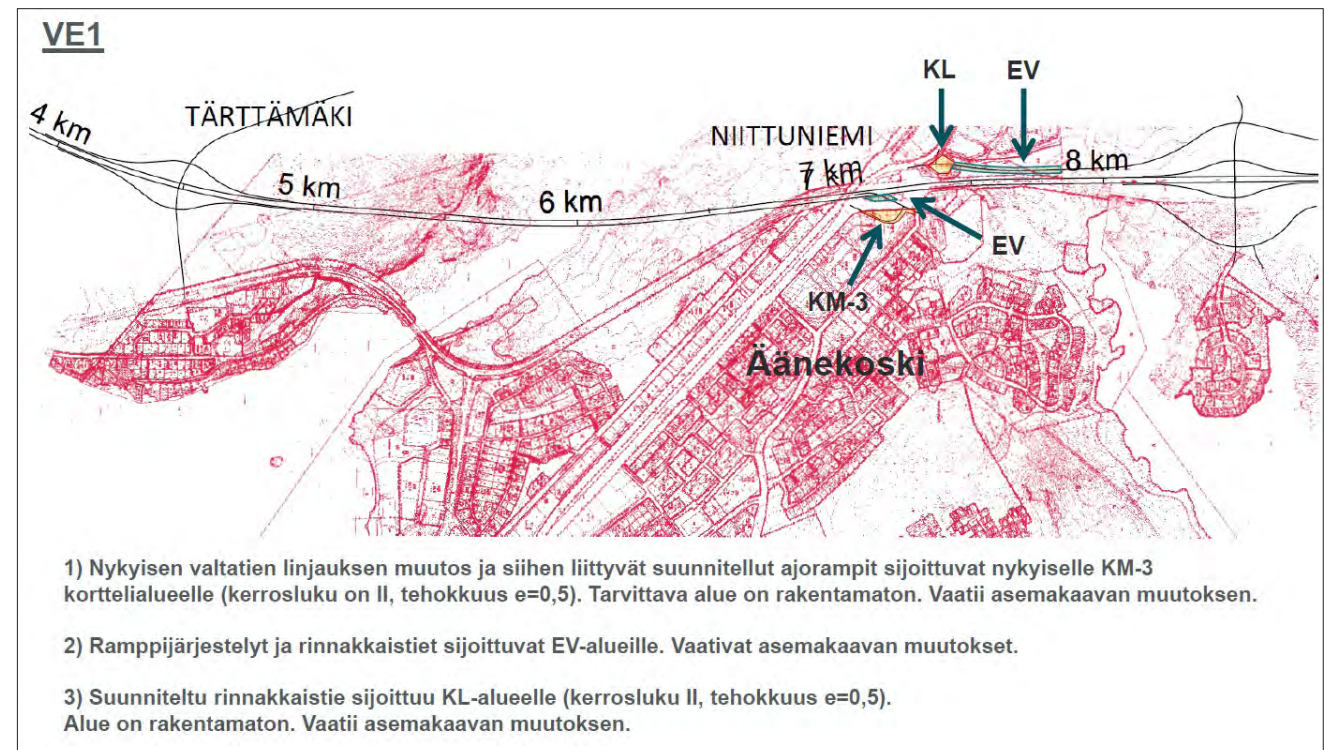 VE1
KL EV
4 km
TÄRTTÄMÄKI
NIITTUNIEMI
5 km
6 km
7 km
8 km
EV
KM-3
Äänekoski
1) Nykyisen valtatien linjauksen muutos ja siihen liittyvät suunnitellut ajorampit sijoittuvat nykyiselle KM-3
korttelialueelle (kerrosluku on II, tehokkuus e=0,5). Tarvittava alue on rakentamaton. Vaatii asemakaavan muutoksen.
2) Ramppijärjestelyt ja rinnakkaistiet sijoittuvat EV-alueille. Vaativat asemakaavan muutokset.
3) Suunniteltu rinnakkaistie sijoittuu KL-alueelle (kerrosluku II, tehokkuus e=0,5).
Alue on rakentamaton. Vaatii asemakaavan muutoksen.